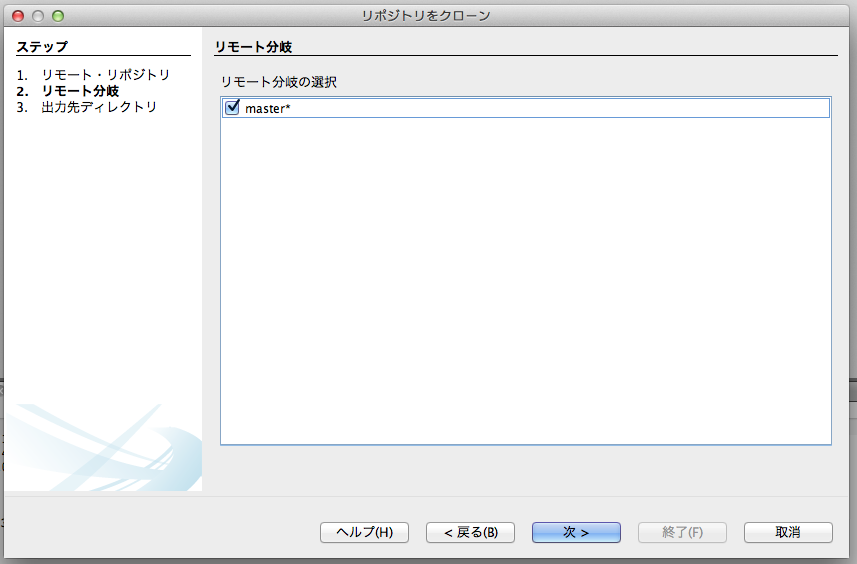 リポジトリをクローン
ステップ
1. リモート・リポジトリ
2. リモート分岐
3. 出力先ディレクトリ
リモート分岐
リモート分岐の選択
master*
ヘルプ(H)
< 戻る(B)
次 >
終了(F)
取消